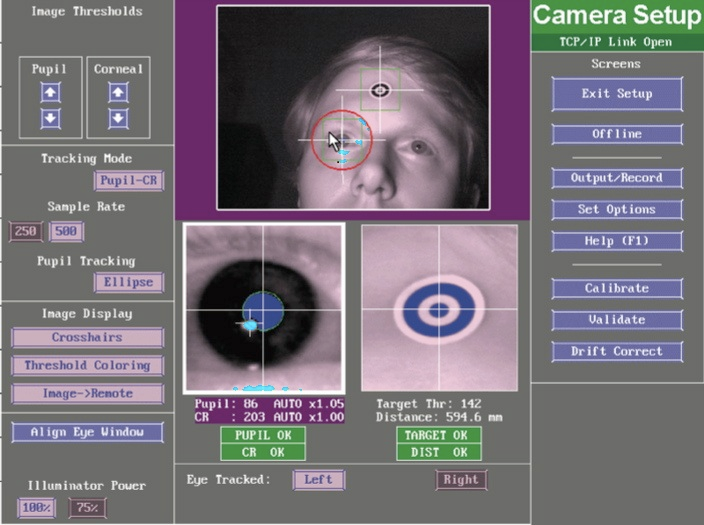 Image Thresholds
Pupil
Corneal
Tracking Mode
Pupil-CR
Sample Rate
250 500
Pupil Tracking
Ellipse
Image Display
Crosshairs
Threshold Coloring
Image->Remote
Align Eye Window
Illuminator Power
100% 75%
Pupil: 86 AUTO x1.05
CR : 203 AUTO x1.00
PUPIL OK
CR OK
Target Thr: 142
Distance: 594.6 mm
TARGET OK
DIST OK
Eye Tracked: Left Right
Camera Setup
TCP/IP Link Open
Screens
Exit Setup
Offline
Output/Record
Set Options
Help (F1)
Calibrate
Validate
Drift Correct